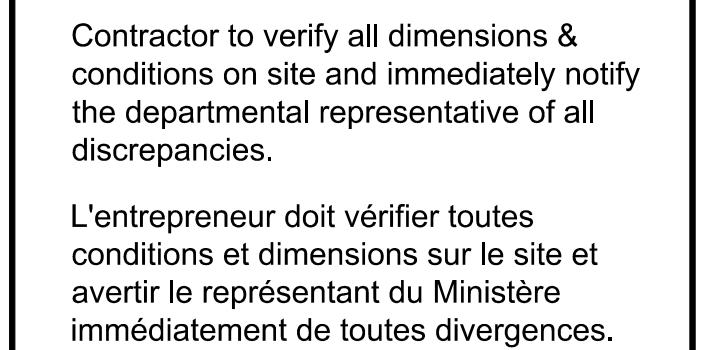 Contractor to verify all dimensions &
conditions on site and immediately notify
the departmental representative of all
discrepancies.
L'entrepreneur doit vérifier toutes
conditions et dimensions sur le site et
avertir le représentant du Ministère
immédiatement de toutes divergences.